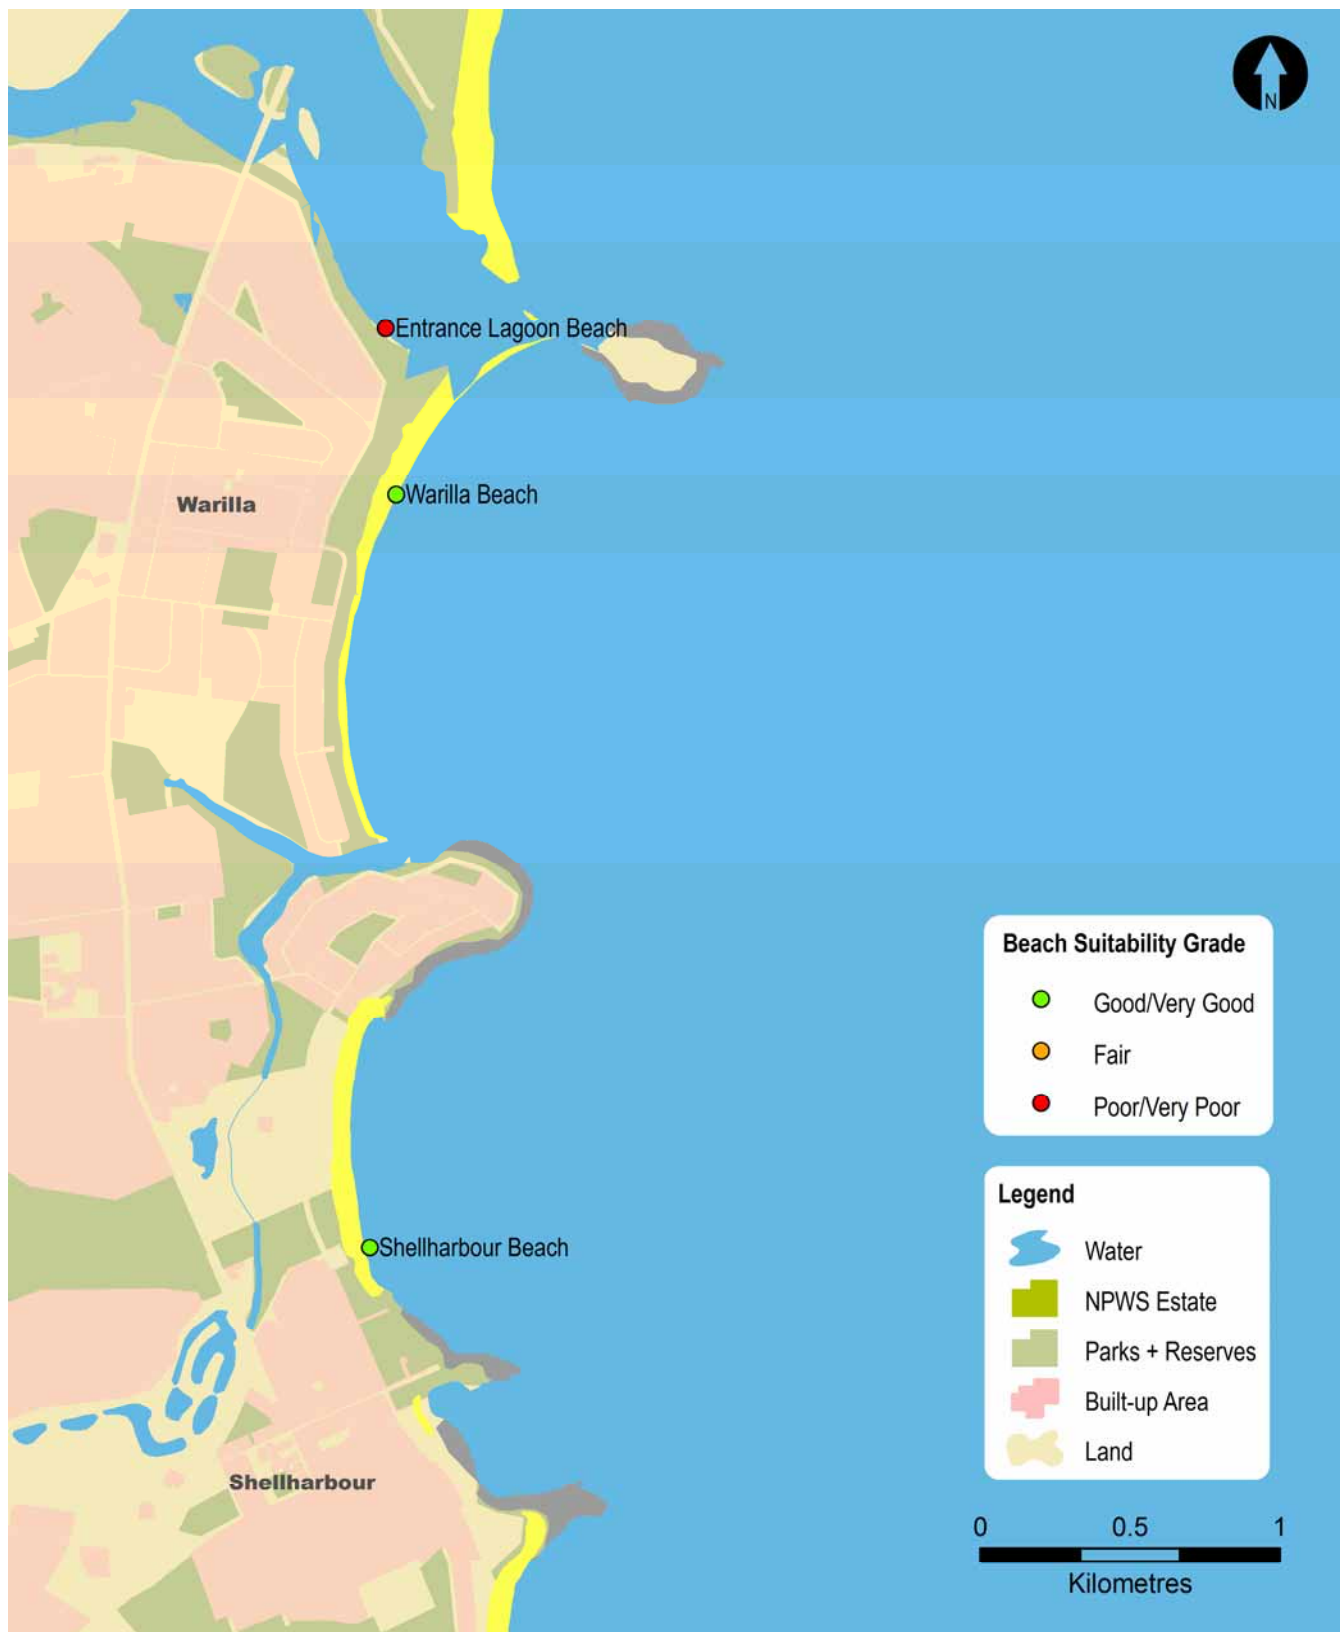 N
Entrance Lagoon Beach
Warilla Beach
Warilla
Beach Suitability Grade
Good/Very Good
Fair
Poor/Very Poor
Legend
Water
NPWS Estate
Parks + Reserves
Built-up Area
Land
Shellharbour Beach
Shellharbour
0 0.5 1
Kilometres